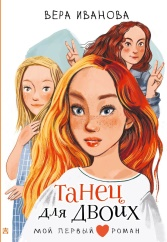 ВЕРА ИВАНОВА
ТАНЕЦ
для ДВОИХ
МОЙ ПЕРВЫЙ РОМАН